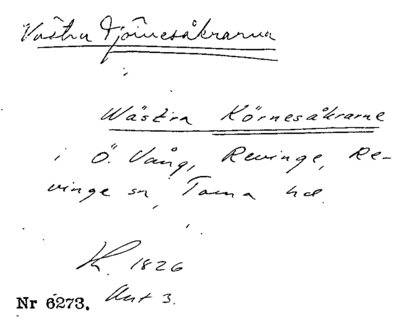 Västra Tjörnesåkrarna
Wästra Körnesåkrarne
i Ö. Vång, Revinge, Re-
vinge sn, Torna hd.
K. 1826
Akt 3.
Nr 6273.